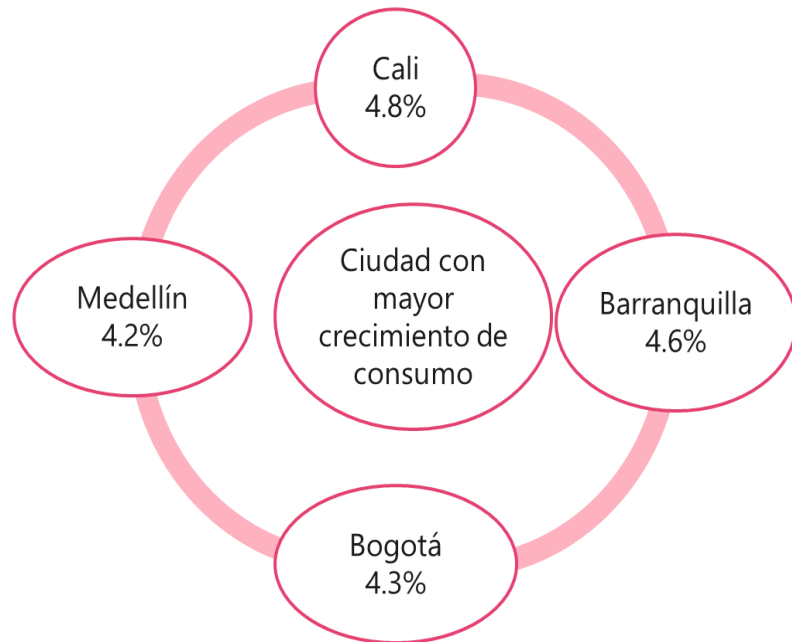 Cali
4.8%
Ciudad con
mayor
crecimiento de
consumo
Medellín
4.2%
Barranquilla
4.6%
Bogotá
4.3%